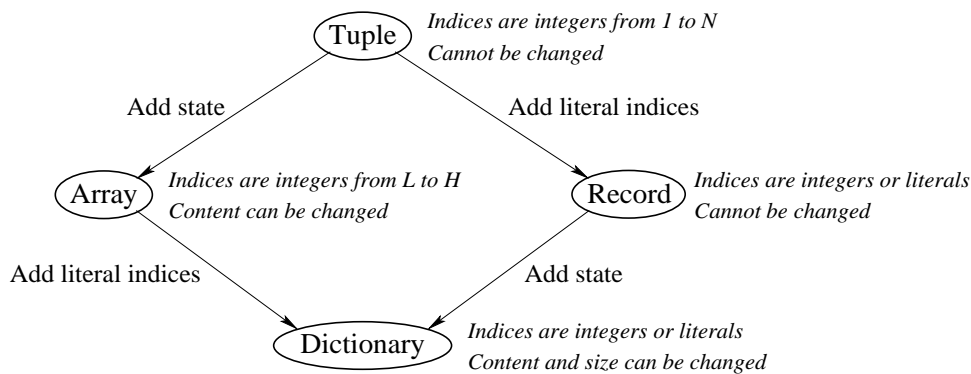 Tuple
Indices are integers from 1 to N
Cannot be changed
Add state
Add literal indices
Array
Indices are integers from L to H
Content can be changed
Record
Indices are integers or literals
Cannot be changed
Add literal indices
Add state
Dictionary
Indices are integers or literals
Content and size can be changed